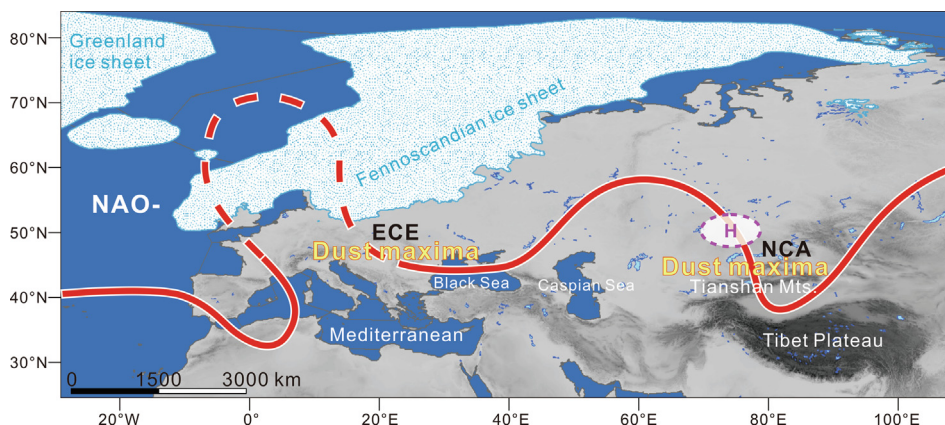 80°N
Greenland
ice sheet
70°N
Fennoscandian ice sheet
60°N
NAO-
50°N
ECE
H
NCA
Dust maxima
Dust maxima
Black Sea
Caspian Sea
Tianshan Mts.
40°N
Mediterranean
Tibet Plateau
30°N
0 1500 3000 km
20°W 0° 20°E 40°E 60°E 80°E 100°E